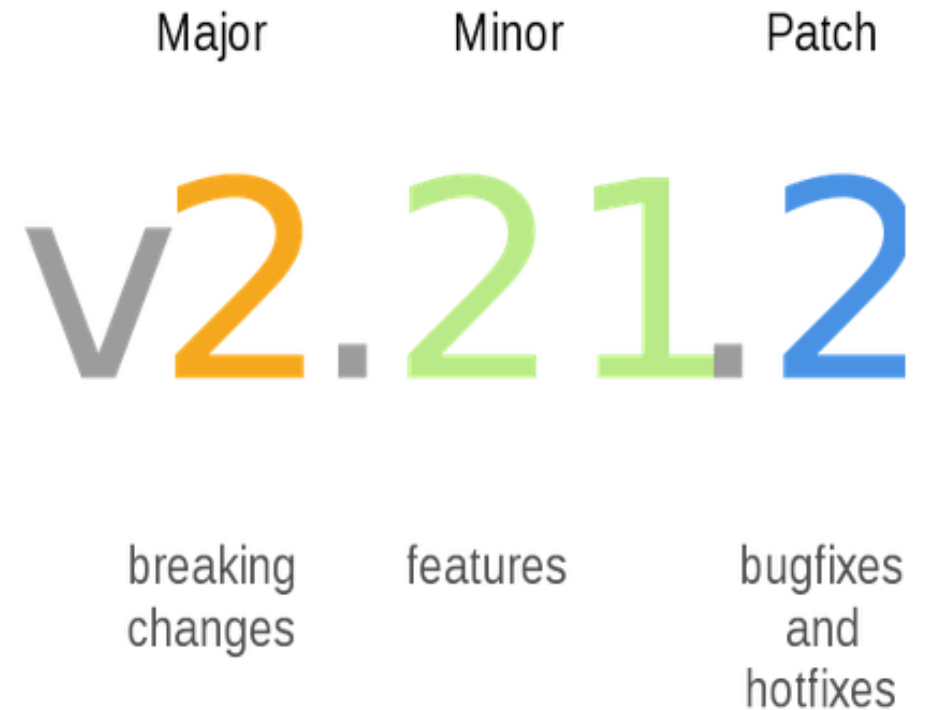 Major Minor Patch
v2.21.2
breaking features bugfixes
changes and
hotfixes